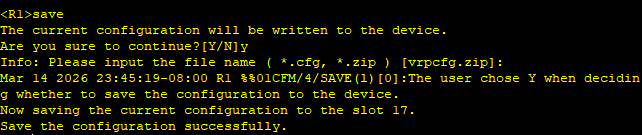 <R1>save
The current configuration will be written to the device.
Are you sure to continue?[Y/N]y
Info: Please input the file name ( *.cfg, *.zip ) [vrpcfg.zip]:
Mar 14 2026 23:45:19-08:00 R1 %%01CFM/4/SAVE(l)[0]:The user chose Y when decidin
g whether to save the configuration to the device.
Now saving the current configuration to the slot 17.
Save the configuration successfully.